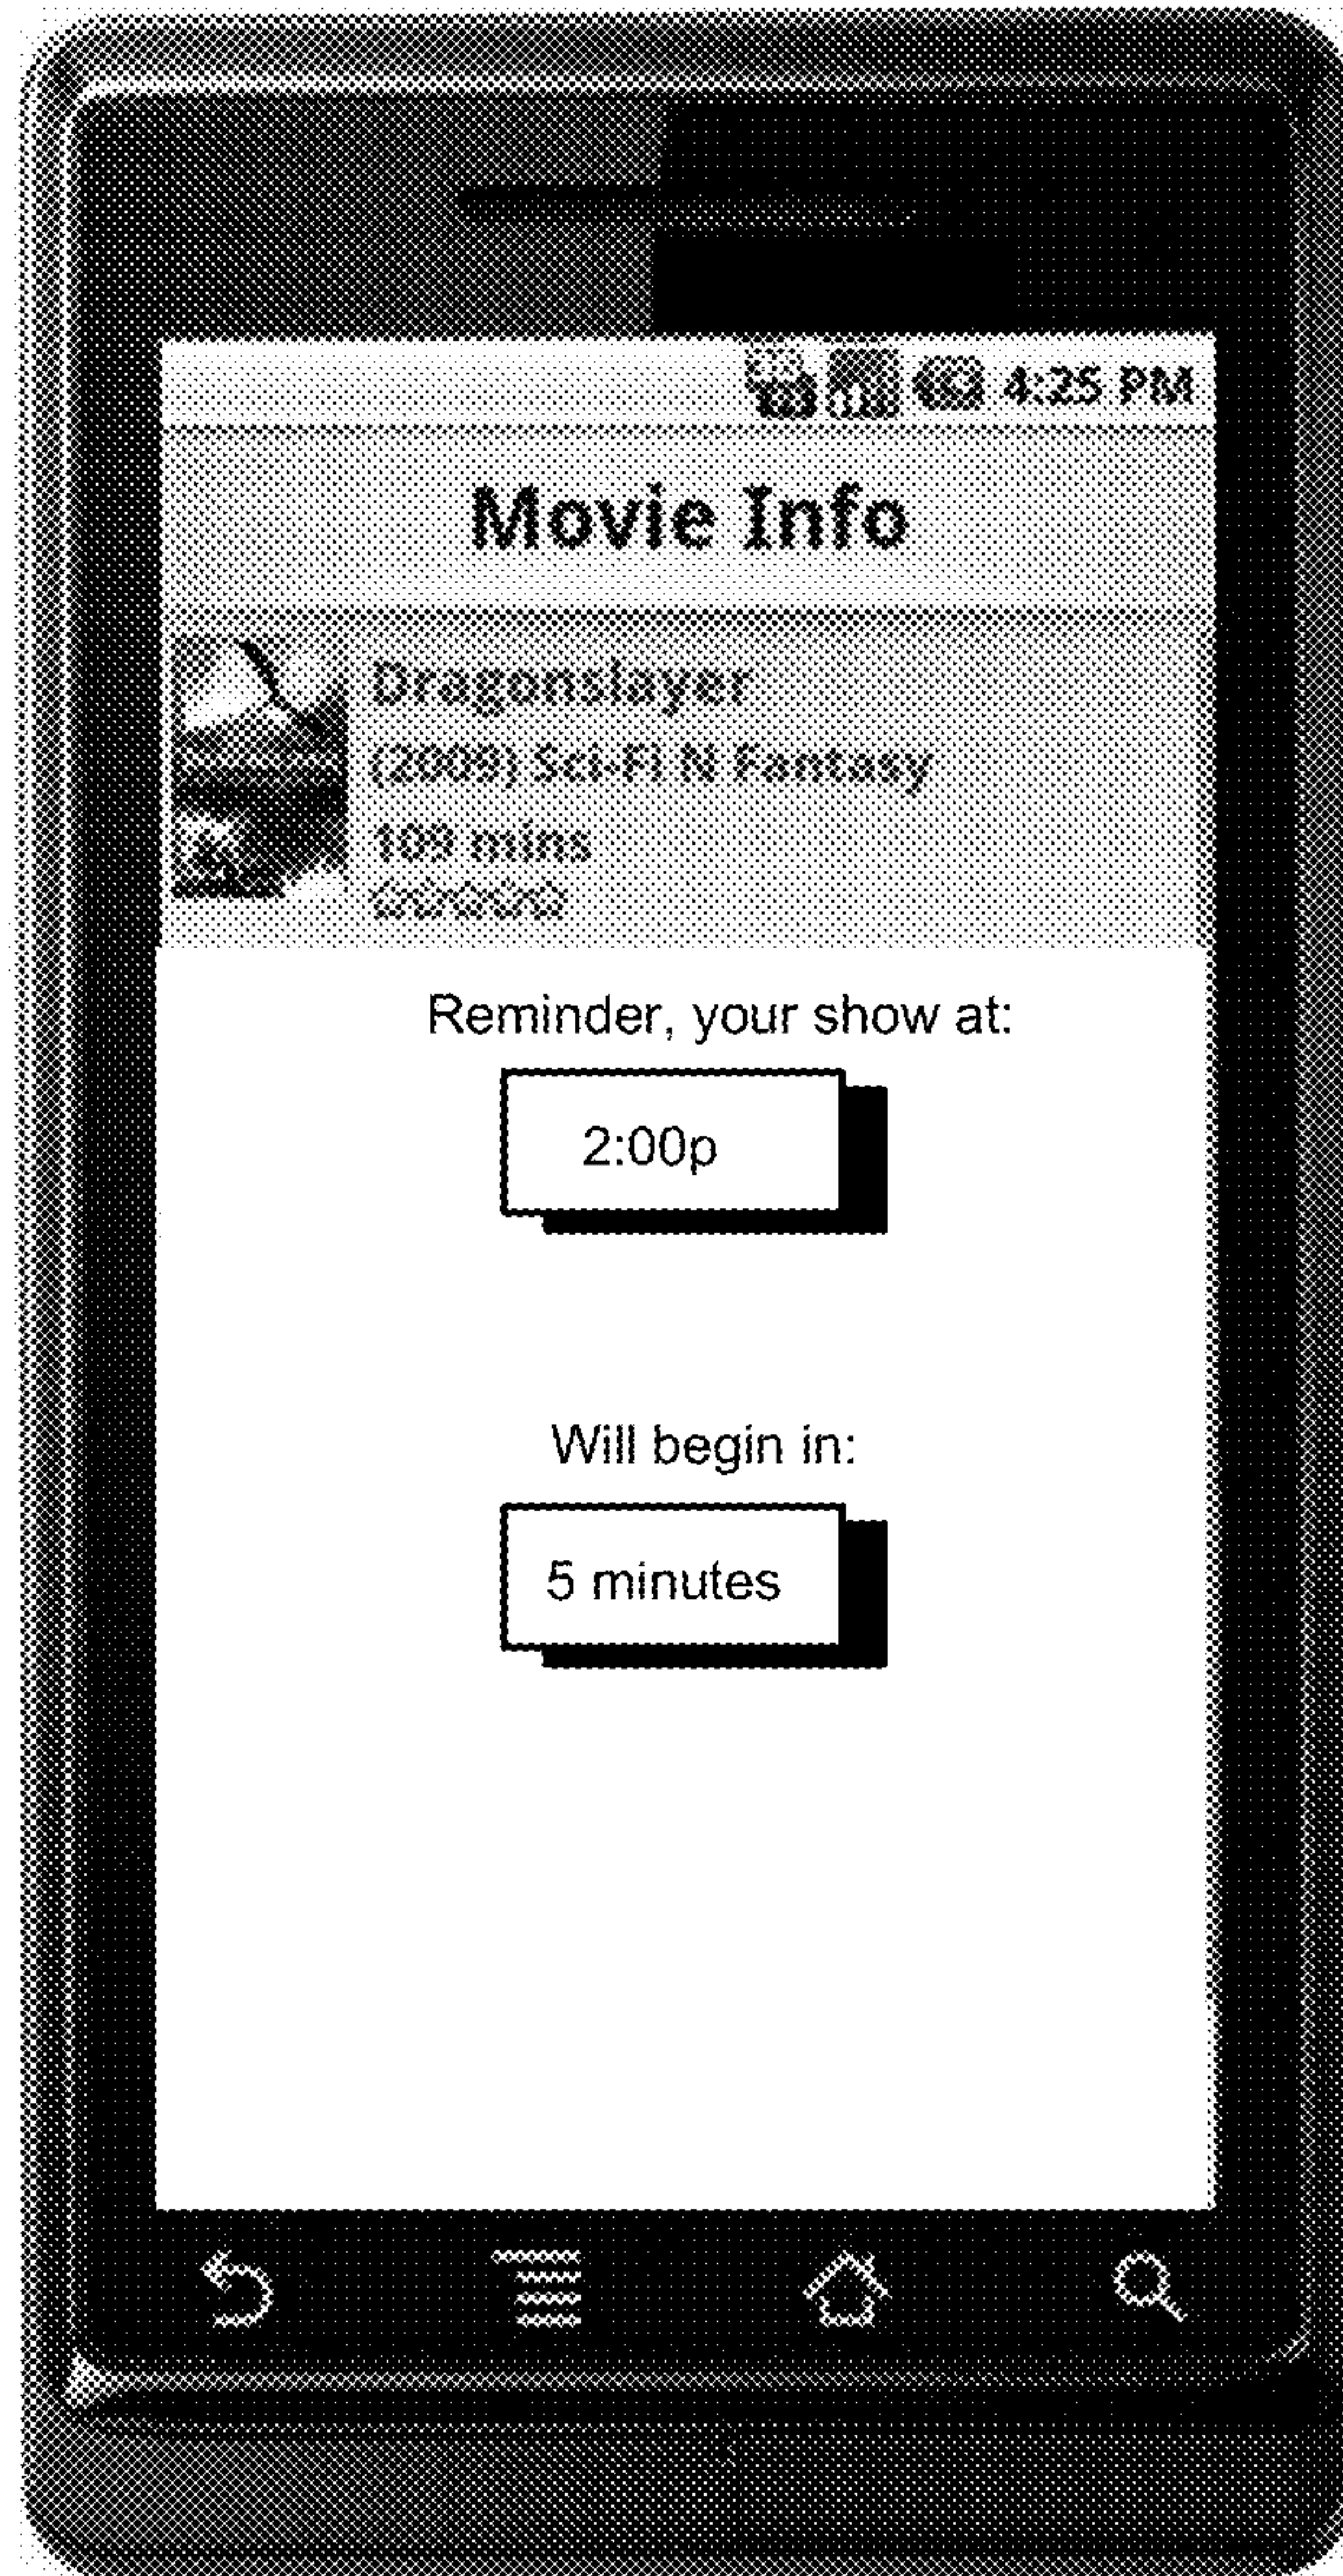 4:25 PM
Movie Info
Dragonslayer
(2009) Sci-Fi N Fantasy
109 mins
Reminder, your show at:
2:00p
Will begin in:
5 minutes